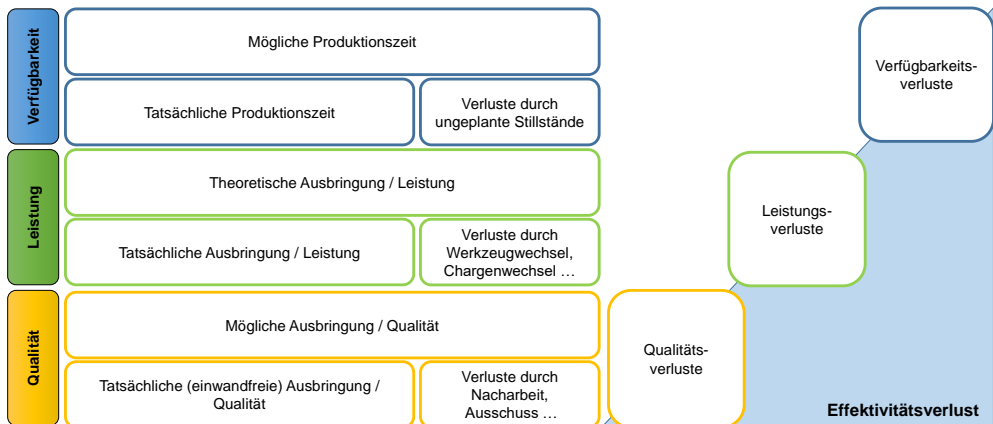 Verfügbarkeit
Mögliche Produktionszeit
Tatsächliche Produktionszeit
Verluste durch
ungeplante Stillstände
Verfügbarkeits-
verluste
Leistung
Theoretische Ausbringung / Leistung
Tatsächliche Ausbringung / Leistung
Verluste durch
Werkzeugwechsel,
Chargenwechsel …
Leistungs-
verluste
Qualität
Mögliche Ausbringung / Qualität
Tatsächliche (einwandfreie) Ausbringung /
Qualität
Verluste durch
Nacharbeit,
Ausschuss …
Qualitäts-
verluste
Effektivitätsverlust